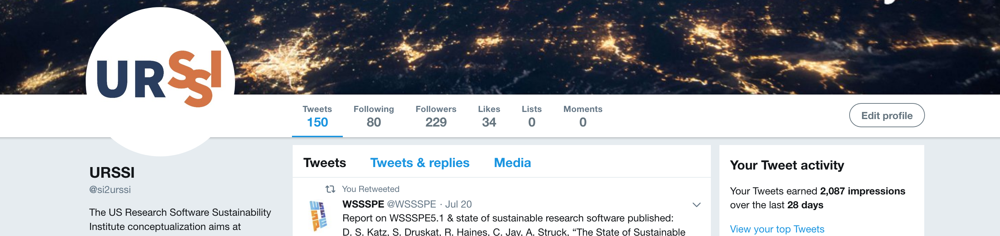 URSSI
Tweets Following Followers Likes Lists Moments
150 80 229 34 0 0
Edit profile
URSSI
@si2urssi
The US Research Software Sustainability
Institute conceptualization aims at
Tweets Tweets & replies Media
You Retweeted
WSSSPE
WSSSPE @WSSSPE · Jul 20
Report on WSSSPE5.1 & state of sustainable research software published:
D. S. Katz, S. Druskat, R. Haines, C. Jay, A. Struck, “The State of Sustainable
Your Tweet activity
Your Tweets earned 2,087 impressions
over the last 28 days
View your top Tweets